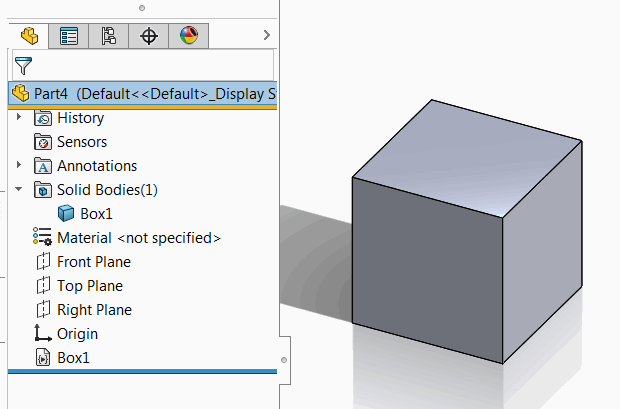 Part4 (Default<<Default>_Display S
History
Sensors
Annotations
Solid Bodies(1)
Box1
Material <not specified>
Front Plane
Top Plane
Right Plane
Origin
Box1